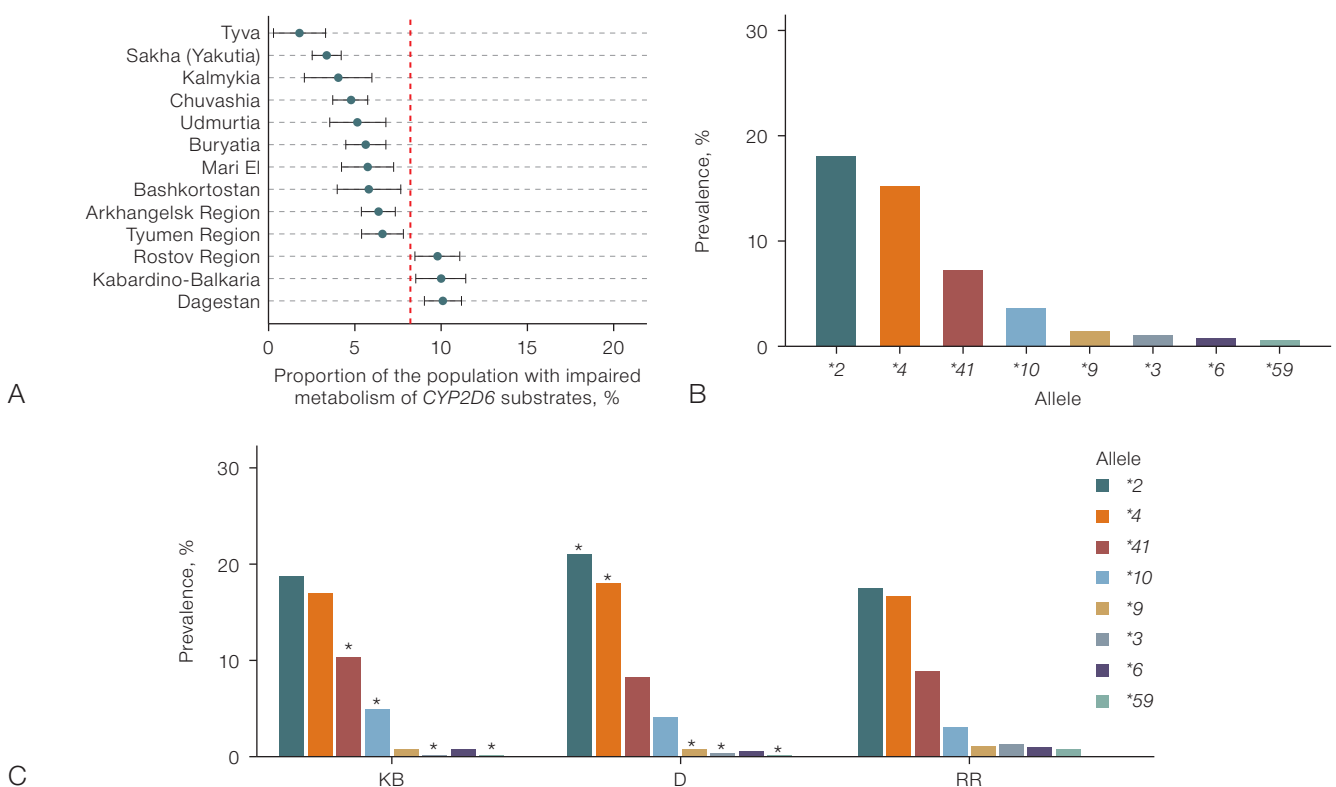 Tyva
Sakha (Yakutia)
Kalmykia
Chuvashia
Udmurtia
Buryatia
Mari El
Bashkortostan
Arkhangelsk Region
Tyumen Region
Rostov Region
Kabardino-Balkaria
Dagestan
0 5 10 15 20
Proportion of the population with impaired
metabolism of CYP2D6 substrates, %
A
Prevalence, %
30
20
10
0
*2 *4 *41 *10 *9 *3 *6 *59
Allele
B
Prevalence, %
30
20
10
0
* * * *
* * * * *
KB D RR
Allele
*2
*4
*41
*10
*9
*3
*6
*59
C